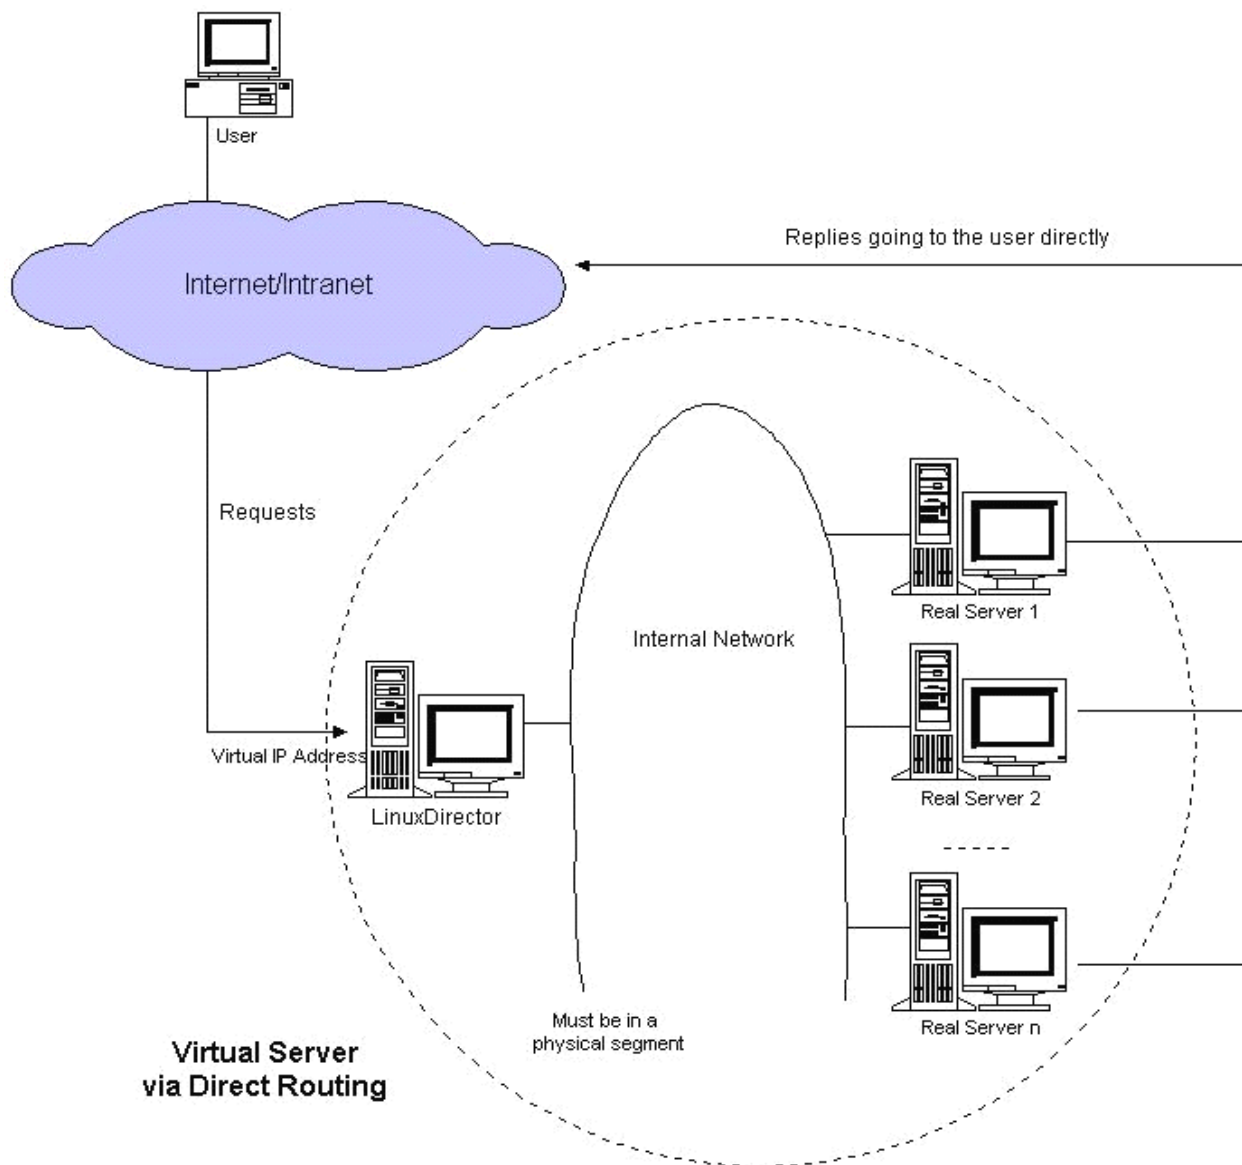 User
Replies going to the user directly
Internet/Intranet
Requests
Real Server 1
Internal Network
Virtual IP Address
Real Server 2
LinuxDirector
Must be in a
physical segment
Real Server n
Virtual Server
via Direct Routing